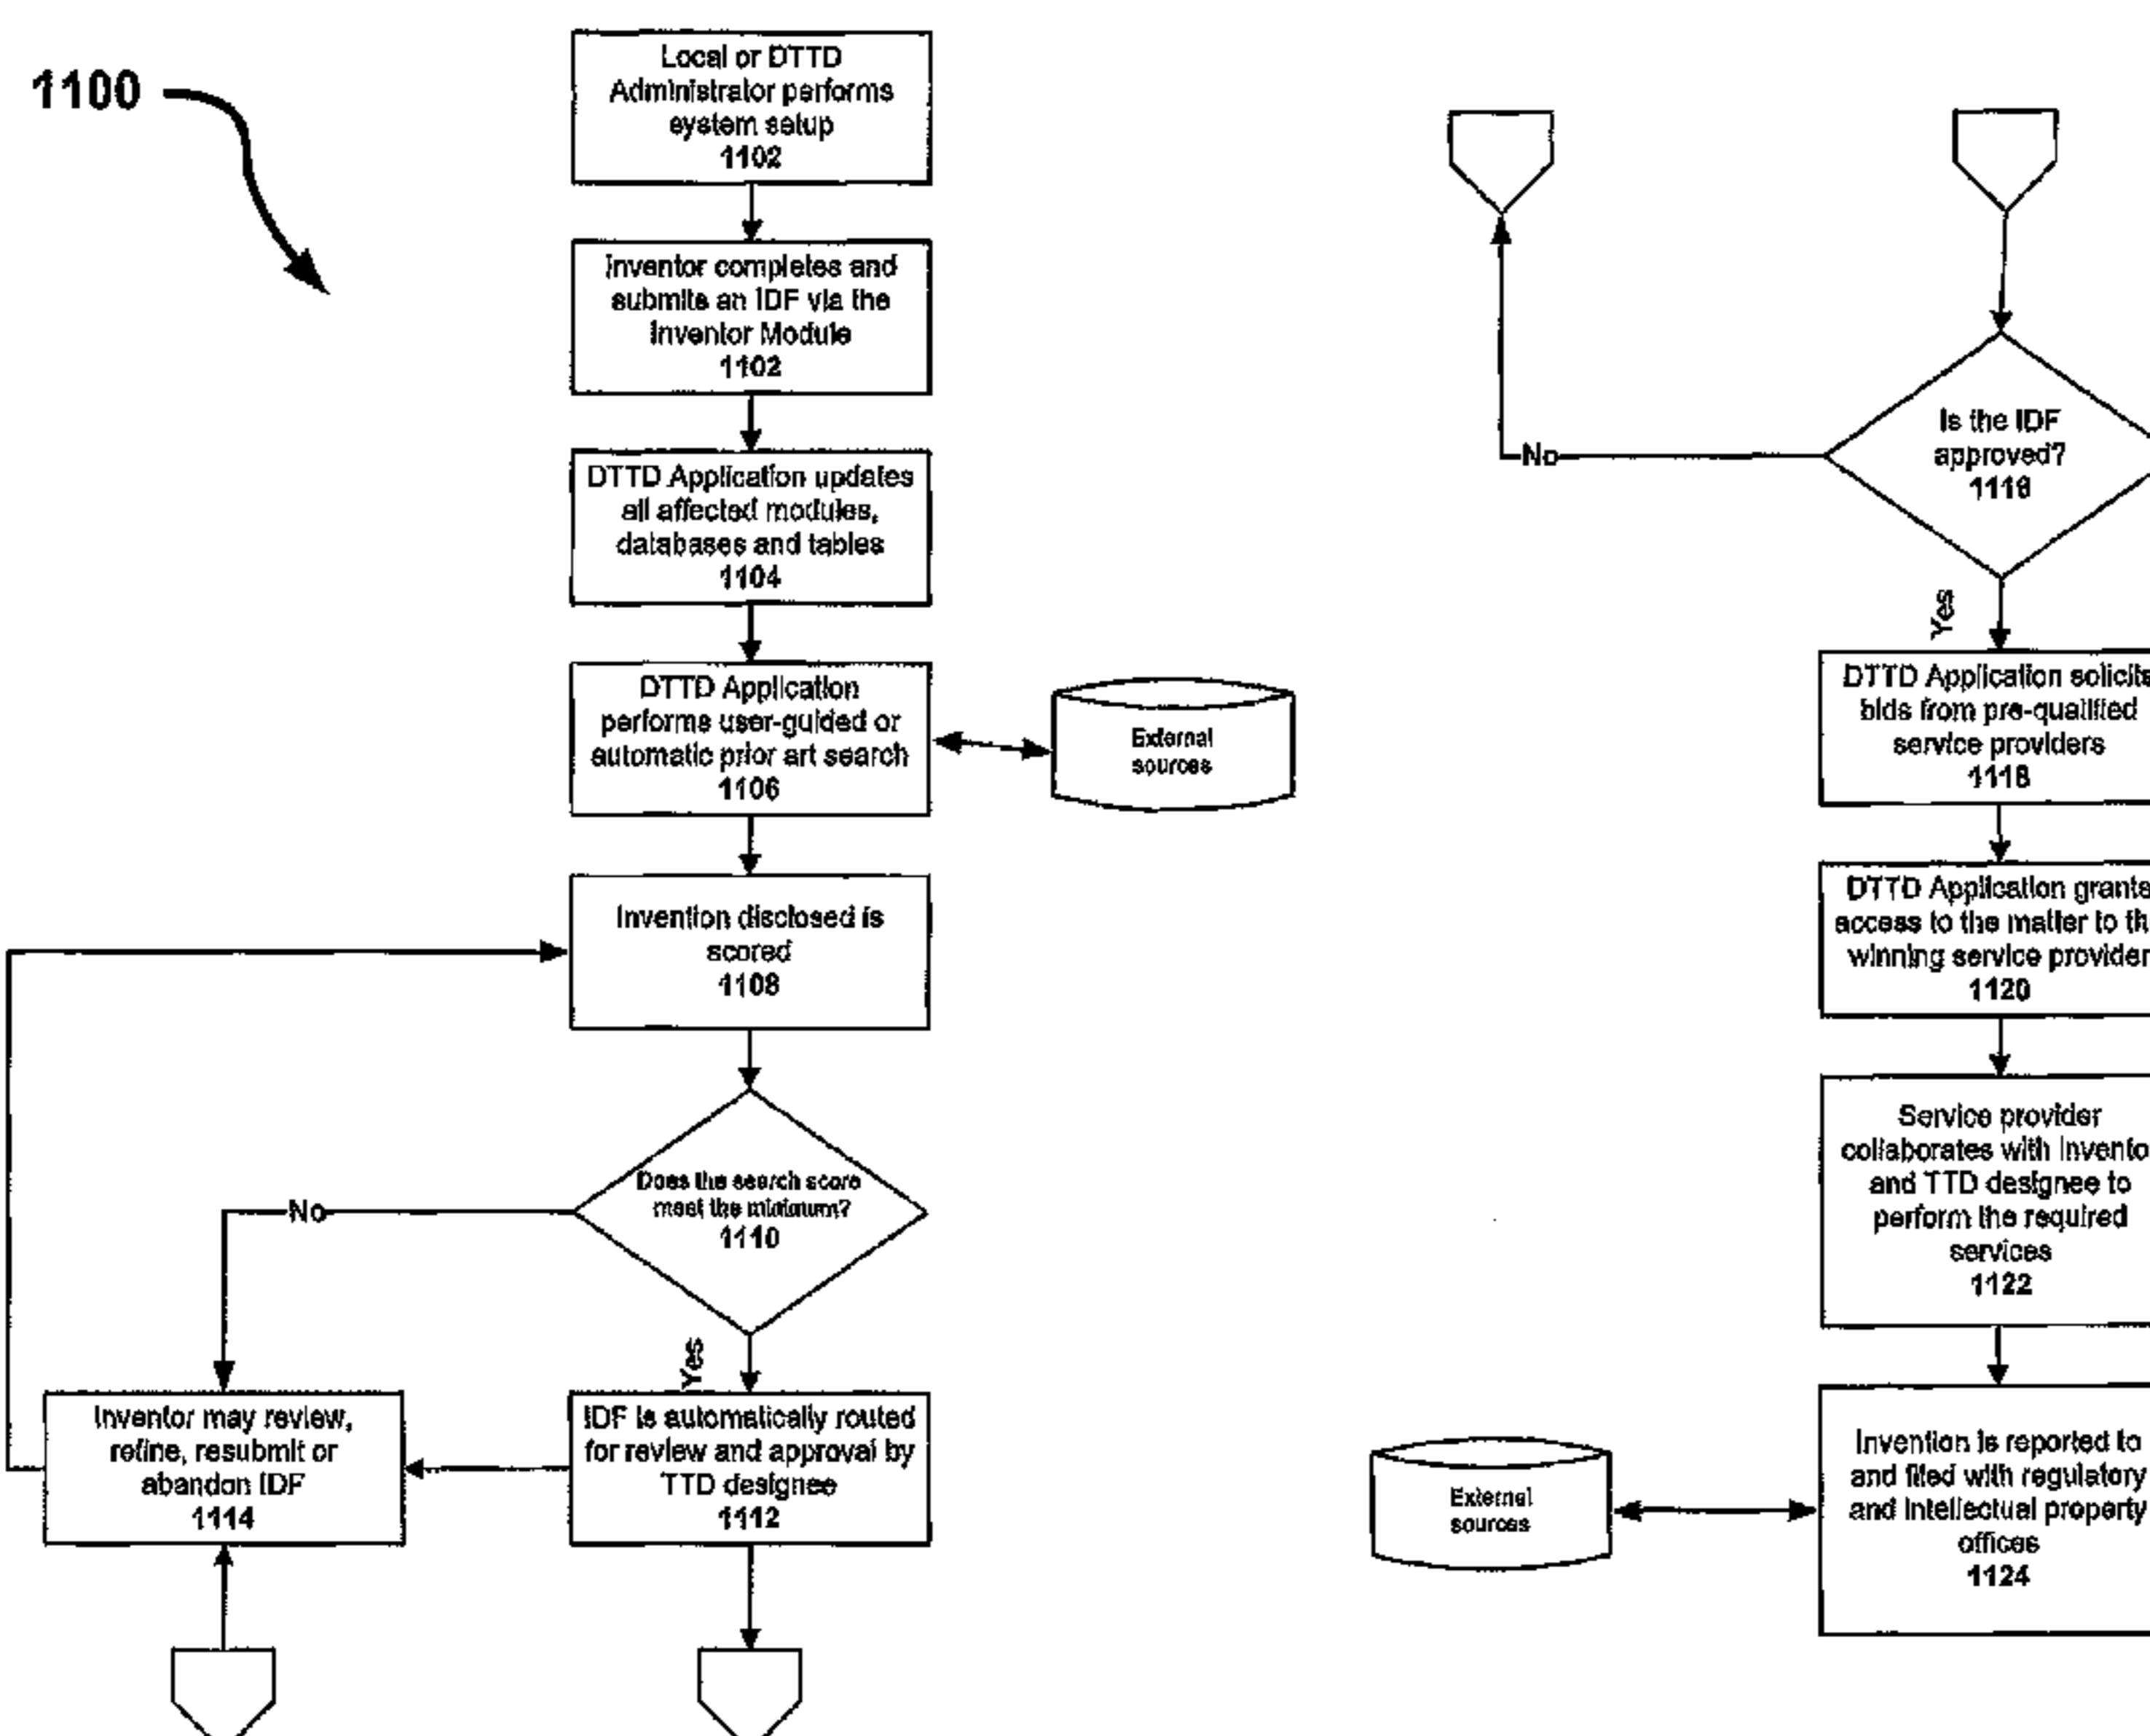 1100
Local or DTTD
Administrator performs
system setup
1102
Inventor completes and
submits an IDF via the
Inventor Module
1102
DTTD Application updates
all affected modules,
databases and tables
1104
DTTD Application
performs user-guided or
automatic prior art search
1106
External
sources
Invention disclosed is
scored
1108
Does the search score
meet the minimum?
1110
No
Yes
Inventor may review,
refine, resubmit or
abandon IDF
1114
IDF is automatically routed
for review and approval by
TTD designee
1112
Is the IDF
approved?
1116
No
Yes
DTTD Application solicits
bids from pre-qualified
service providers
1118
DTTD Application grants
access to the matter to th
winning service provider
1120
Service provider
collaborates with Invento
and TTD designee to
perform the required
services
1122
Invention is reported to
and filed with regulatory
and intellectual property
offices
1124
External
sources